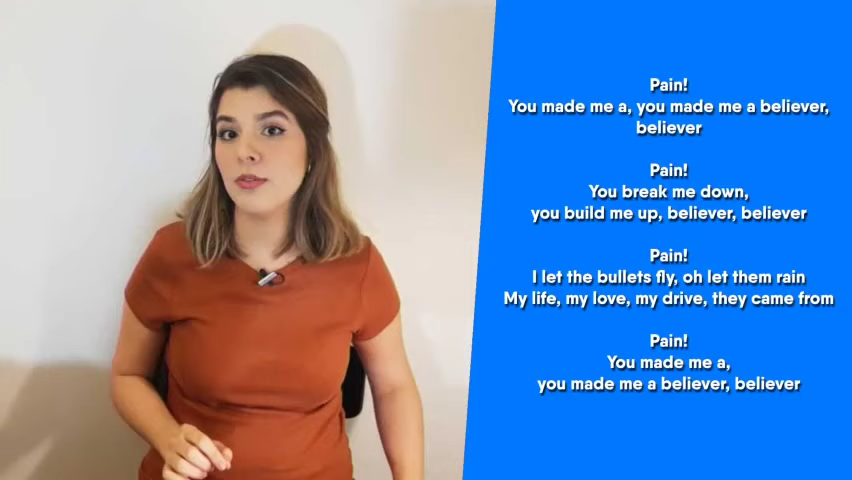 Pain!
You made me a, you made me a believer,
believer
Pain!
You break me down,
you build me up, believer, believer
Pain!
I let the bullets fly, oh let them rain
My life, my love, my drive, they came from
Pain!
You made me a,
you made me a believer, believer